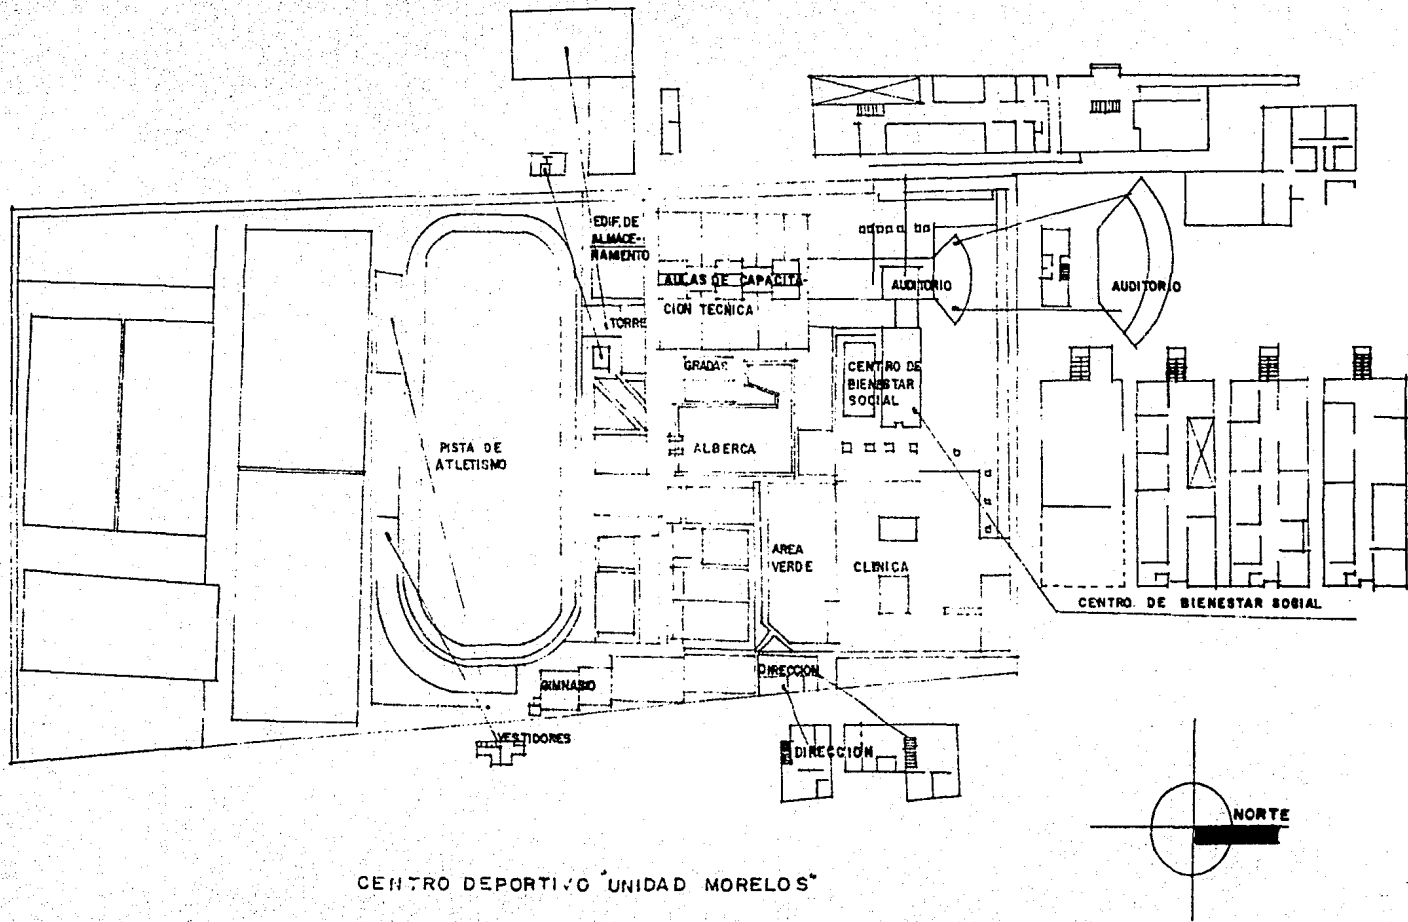 EDIF. DE
ALMACE-
NAMIENTO
AULAS DE CAPACITA-
CION TECNICA
AUDITORIO
AUDITORIO
TORRE
GRADAS
CENTRO DE
BIENESTAR
SOCIAL
PISTA DE
ATLETISMO
ALBERCA
AREA
VERDE
CLINICA
CENTRO DE BIENESTAR SOCIAL
DIRECCION
GIMNASIO
VESTIDORES
DIRECCION
NORTE
CENTRO DEPORTIVO "UNIDAD MORELOS"